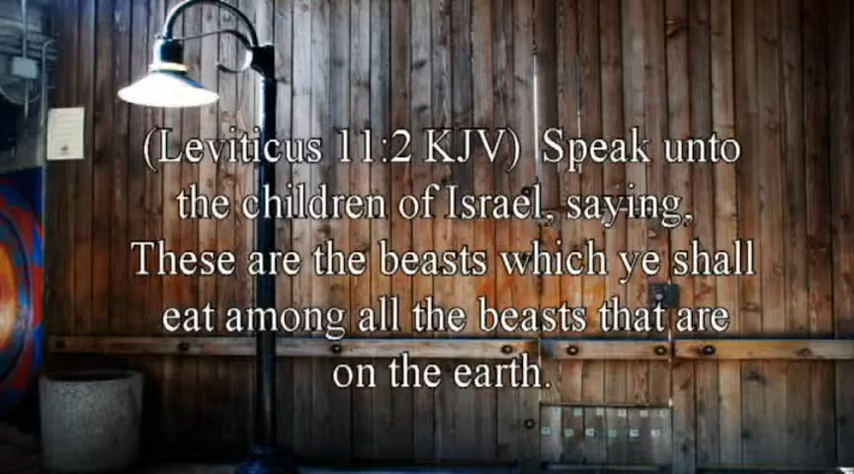 (Leviticus 11:2 KJV)  Speak unto
the children of Israel, saying,
These are the beasts which ye shall
eat among all the beasts that are
on the earth.